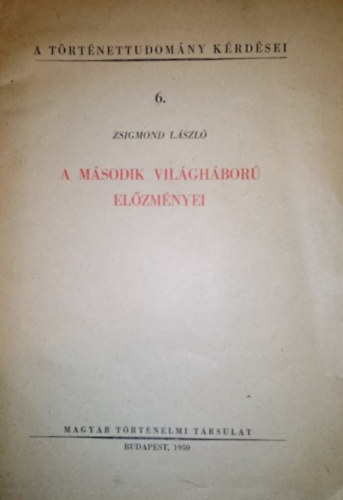 A TÖRTÉNETTUDOMÁNY KÉRDÉSEI
6.
ZSIGMOND LÁSZLÓ
A MÁSODIK VILÁGHÁBORÚ
ELŐZMÉNYEI
MAGYAR TÖRTÉNELMI TÁRSULAT
BUDAPEST, 1950